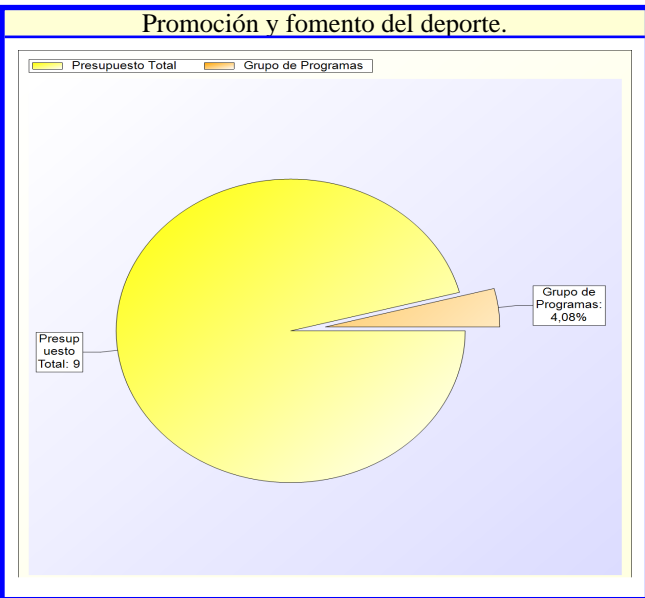 Promoción y fomento del deporte.
Presupuesto Total Grupo de Programas
Grupo de
Programas:
4,08%
Presup
uesto
Total: 9